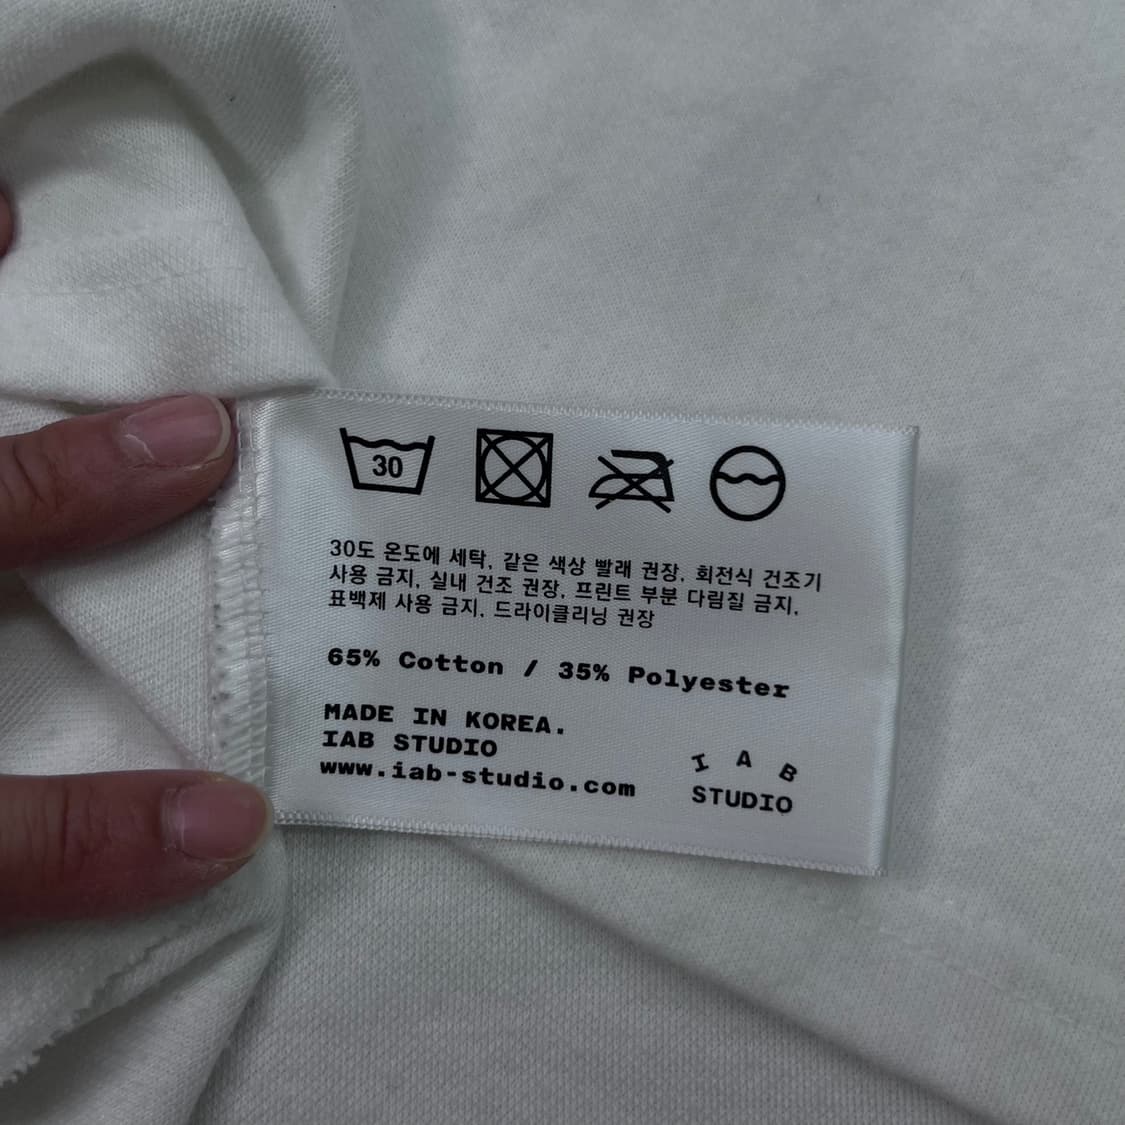 30
30도 온도에 세탁, 같은 색상 빨래 권장, 회전식 건조기
사용 금지, 실내 건조 권장, 프린트 부분 다림질 금지,
표백제 사용 금지, 드라이클리닝 권장
65% Cotton / 35% Polyester
MADE IN KOREA.
IAB STUDIO
www.iab-studio.com
IAB
STUDIO